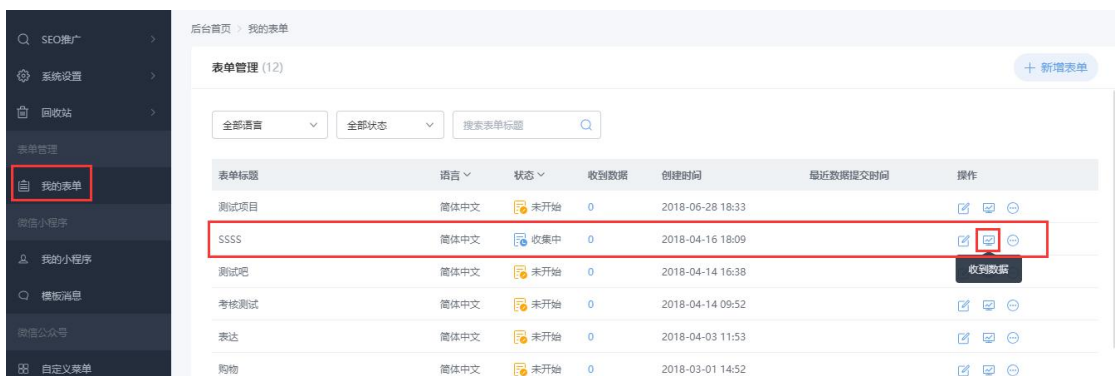 后台首页 > 我的表单
SEO推广
系统设置
回收站
表单管理
我的表单
微信小程序
我的小程序
模板消息
微信公众号
自定义菜单
表单管理 (12)
+ 新增表单
全部语言
全部状态
搜索表单标题
表单标题 语言 状态 收到数据 创建时间 最近数据提交时间 操作
测试项目 简体中文 未开始 0 2018-06-28 18:33
SSSS 简体中文 收集中 0 2018-04-16 18:09
收到数据
测试吧 简体中文 未开始 0 2018-04-14 16:38
考核测试 简体中文 未开始 0 2018-04-14 09:52
表达 简体中文 未开始 0 2018-04-03 11:53
购物 简体中文 未开始 0 2018-03-01 14:52